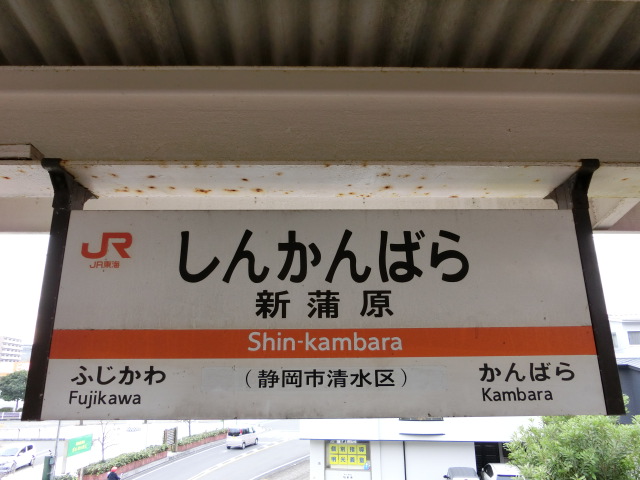 JR
JR東海
しんかんばら
新蒲原
Shin-kambara
ふじかわ
Fujikawa
（静岡市清水区）
かんばら
Kambara